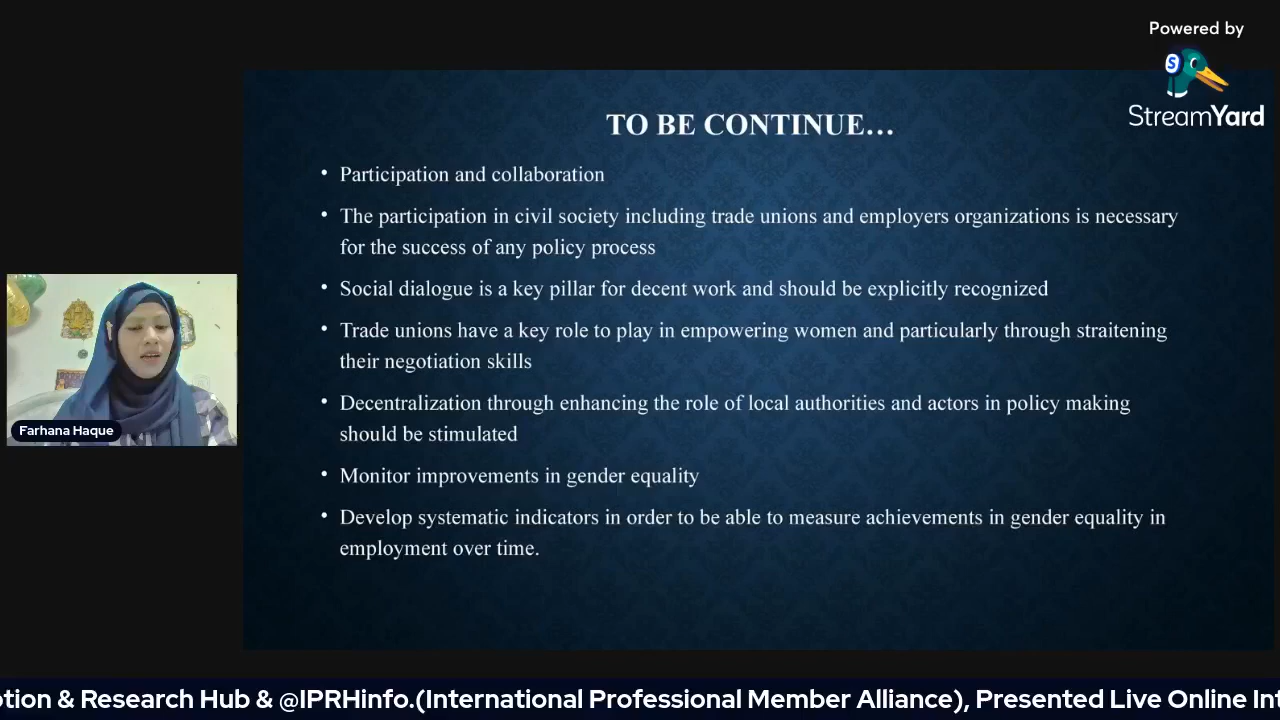 Powered by
StreamYard
TO BE CONTINUE...
• Participation and collaboration
• The participation in civil society including trade unions and employers organizations is necessary
for the success of any policy process
• Social dialogue is a key pillar for decent work and should be explicitly recognized
• Trade unions have a key role to play in empowering women and particularly through straitening
their negotiation skills
• Decentralization through enhancing the role of local authorities and actors in policy making
should be stimulated
• Monitor improvements in gender equality
• Develop systematic indicators in order to be able to measure achievements in gender equality in
employment over time.
Farhana Haque
& Research Hub & @IPRHinfo.(International Professional Member Alliance), Presented Live Online